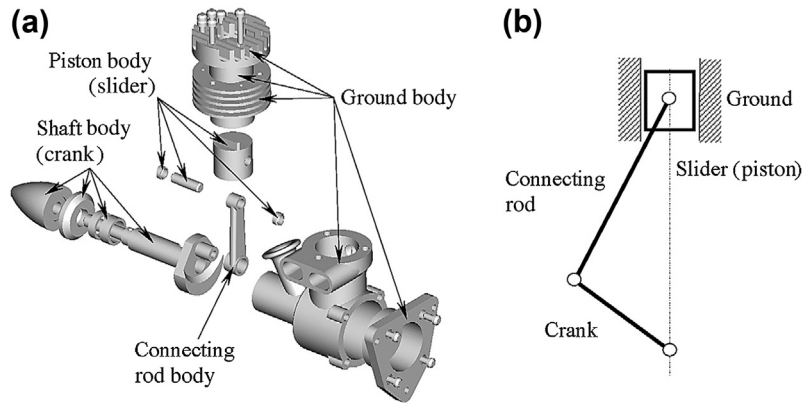 (a)
Piston body
(slider)
Ground body
Shaft body
(crank)
Connecting
rod body
(b)
Ground
Slider (piston)
Connecting
rod
Crank